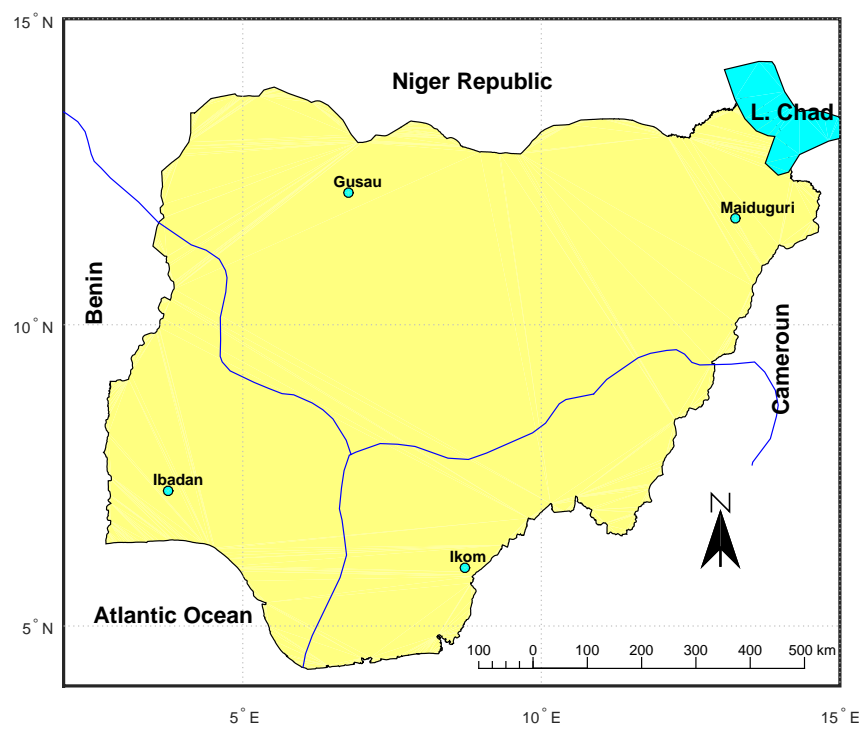 15° N
Niger Republic
L. Chad
Gusau
Maiduguri
Benin
10° N
Cameroun
Ibadan
N
Ikom
Atlantic Ocean
5° N
100 0 100 200 300 400 500 km
5° E 10° E 15° E